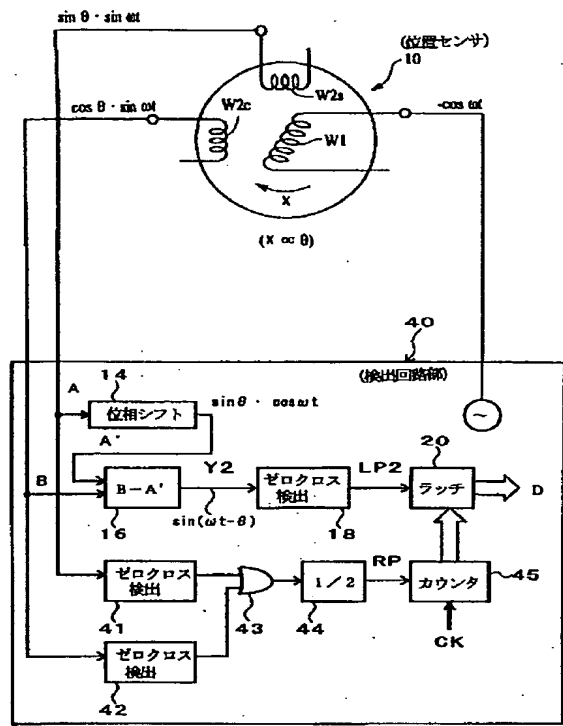 sin θ · sin ωt
(位置センサ)
10
W2s
cos θ · sin ωt
W2c
-cos ωt
W1
X
(X ∝ θ)
40
(検出回路部)
14
A
位相シフト
sinθ · cosωt
A'
~
B
B-A'
Y2
ゼロクロス
検出
LP2
20
ラッチ
D
16
sin(ωt-θ)
18
ゼロクロス
検出
1/2
RP
カウンタ
45
41
43
44
CK
ゼロクロス
検出
42